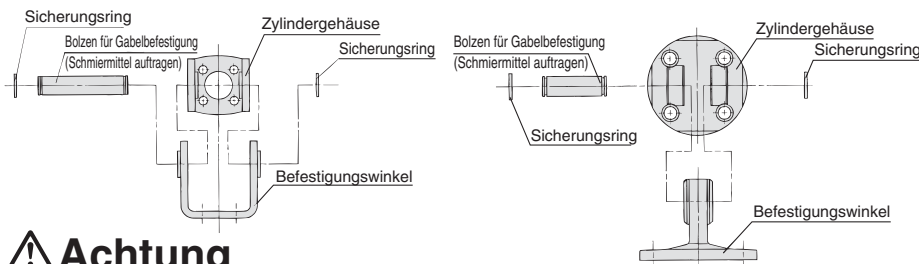 Sicherungsring
Bolzen für Gabelbefestigung
(Schmiermittel auftragen)
Zylindergehäuse
Sicherungsring
Befestigungswinkel
Bolzen für Gabelbefestigung
(Schmiermittel auftragen)
Sicherungsring
Zylindergehäuse
Sicherungsring
Befestigungswinkel
Achtung